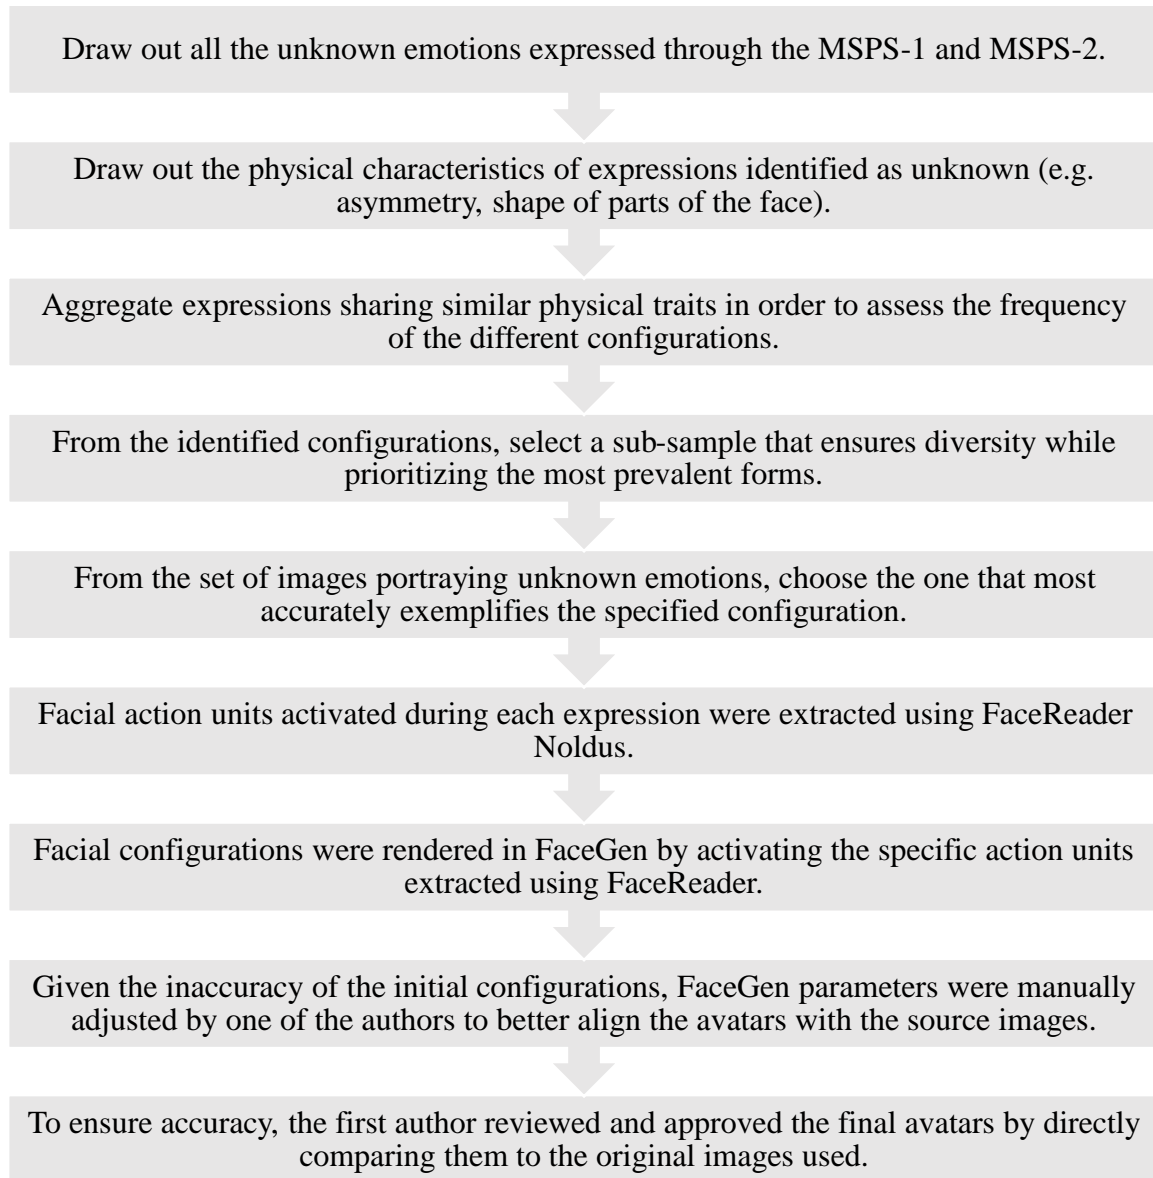 Draw out all the unknown emotions expressed through the MSPS-1 and MSPS-2.
Draw out the physical characteristics of expressions identified as unknown (e.g.
asymmetry, shape of parts of the face).
Aggregate expressions sharing similar physical traits in order to assess the frequency
of the different configurations.
From the identified configurations, select a sub-sample that ensures diversity while
prioritizing the most prevalent forms.
From the set of images portraying unknown emotions, choose the one that most
accurately exemplifies the specified configuration.
Facial action units activated during each expression were extracted using FaceReader
Noldus.
Facial configurations were rendered in FaceGen by activating the specific action units
extracted using FaceReader.
Given the inaccuracy of the initial configurations, FaceGen parameters were manually
adjusted by one of the authors to better align the avatars with the source images.
To ensure accuracy, the first author reviewed and approved the final avatars by directly
comparing them to the original images used.